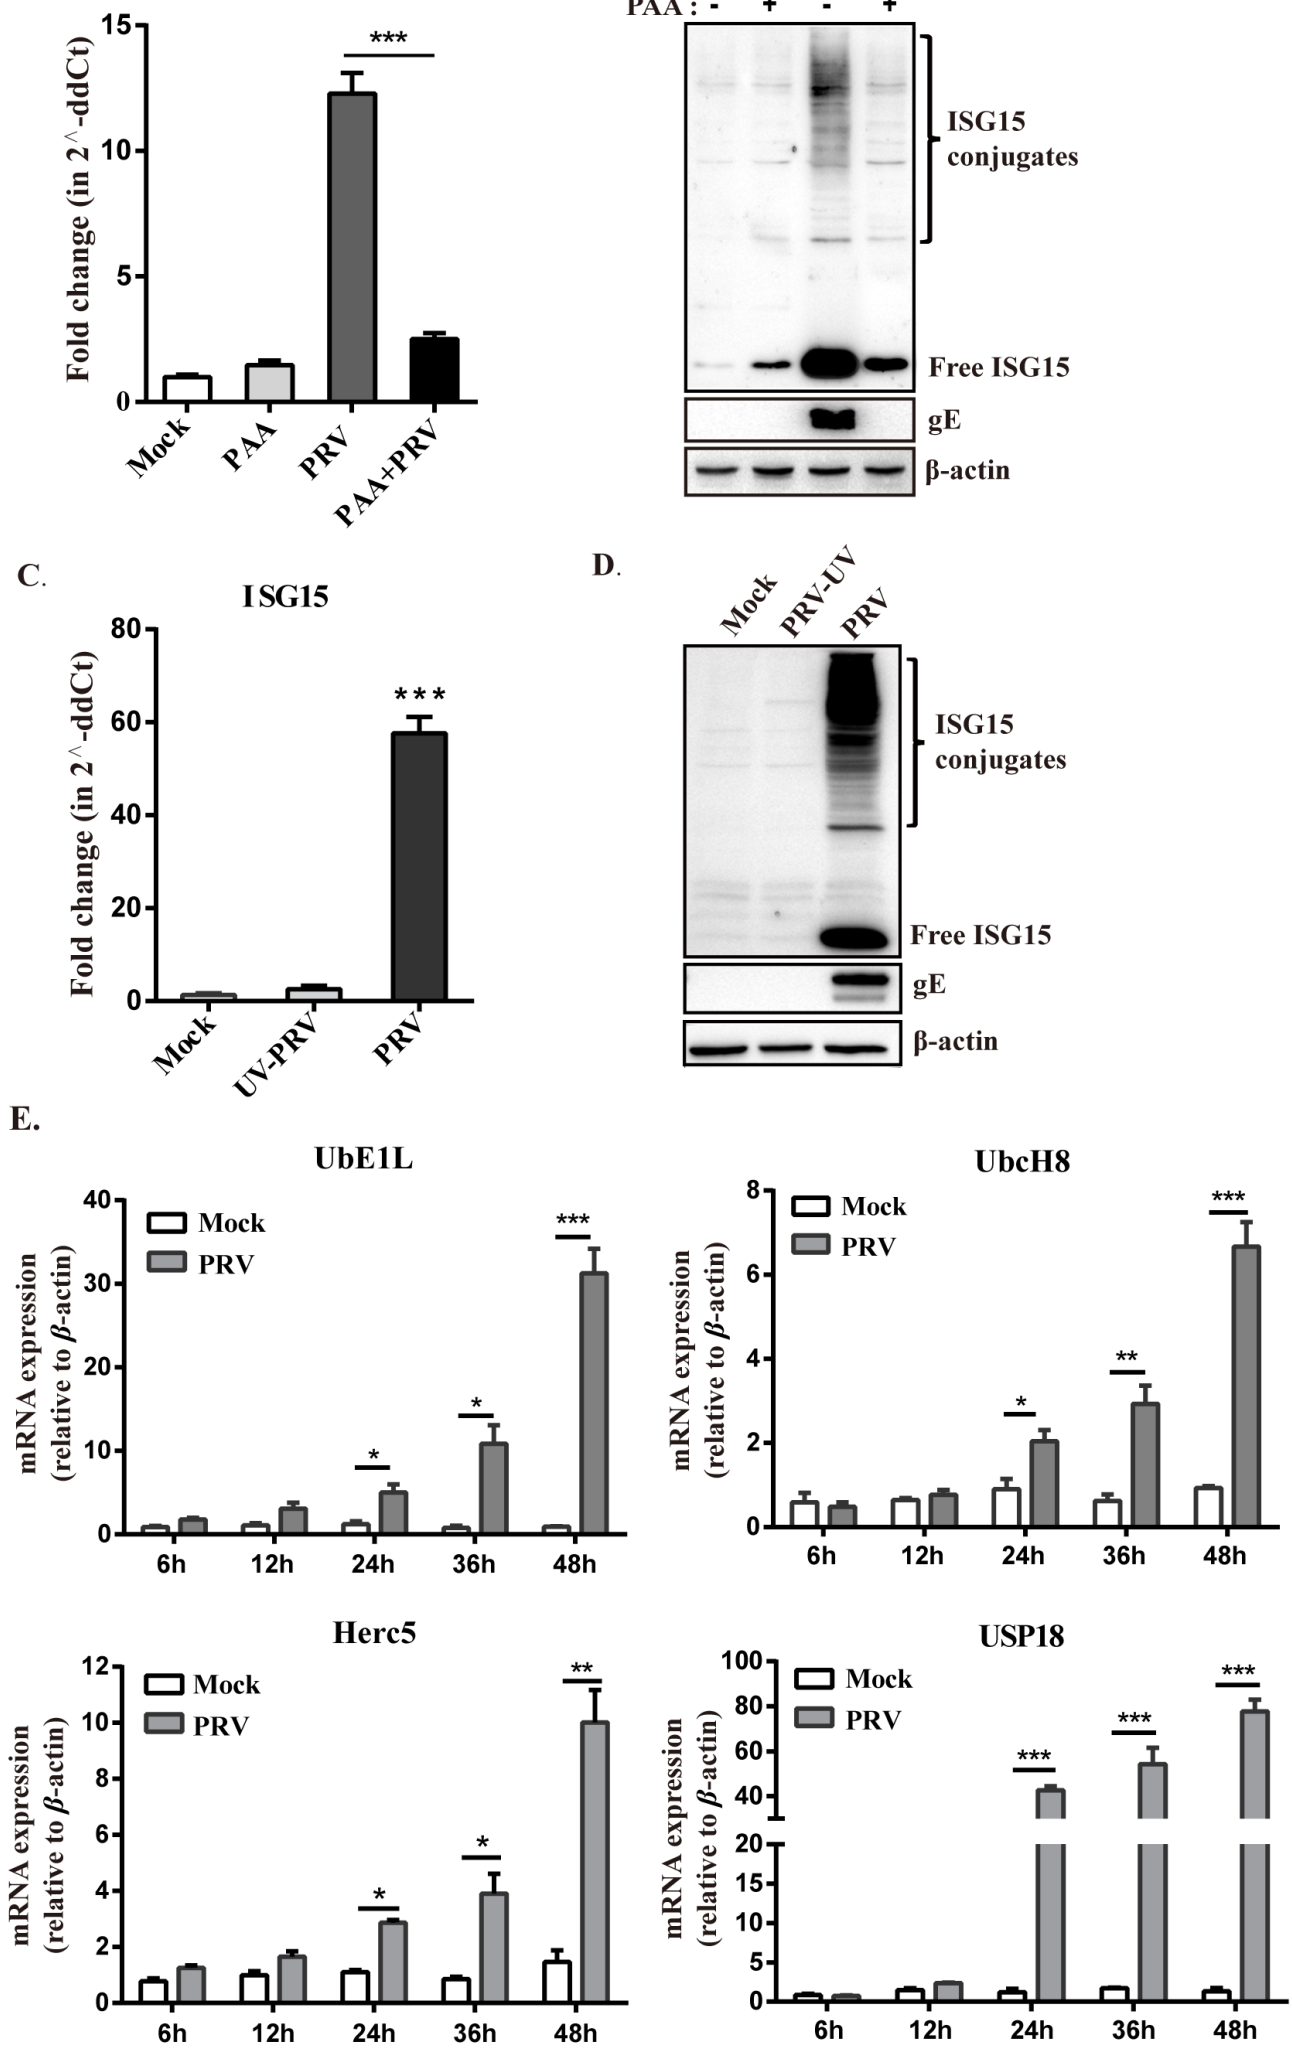 15
10
5
0
Fold change (in 2^-ddCt)
***
Mock
PAA
PRV
PAA+PRV
PAA : - + - +
ISG15
conjugates
Free ISG15
gE
β-actin
C.
ISG15
80
60
40
20
0
Fold change (in 2^-ddCt)
***
Mock
UV-PRV
PRV
D.
Mock
PRV-UV
PRV
ISG15
conjugates
Free ISG15
gE
β-actin
E.
UbE1L
40
30
20
10
0
mRNA expression
(relative to β-actin)
Mock
PRV
*
*
***
6h 12h 24h 36h 48h
UbcH8
8
6
4
2
0
mRNA expression
(relative to β-actin)
Mock
PRV
*
**
***
6h 12h 24h 36h 48h
Herc5
12
10
8
6
4
2
0
mRNA expression
(relative to β-actin)
Mock
PRV
*
*
**
6h 12h 24h 36h 48h
USP18
100
80
60
40
20
15
10
5
0
mRNA expression
(relative to β-actin)
Mock
PRV
***
***
***
6h 12h 24h 36h 48h